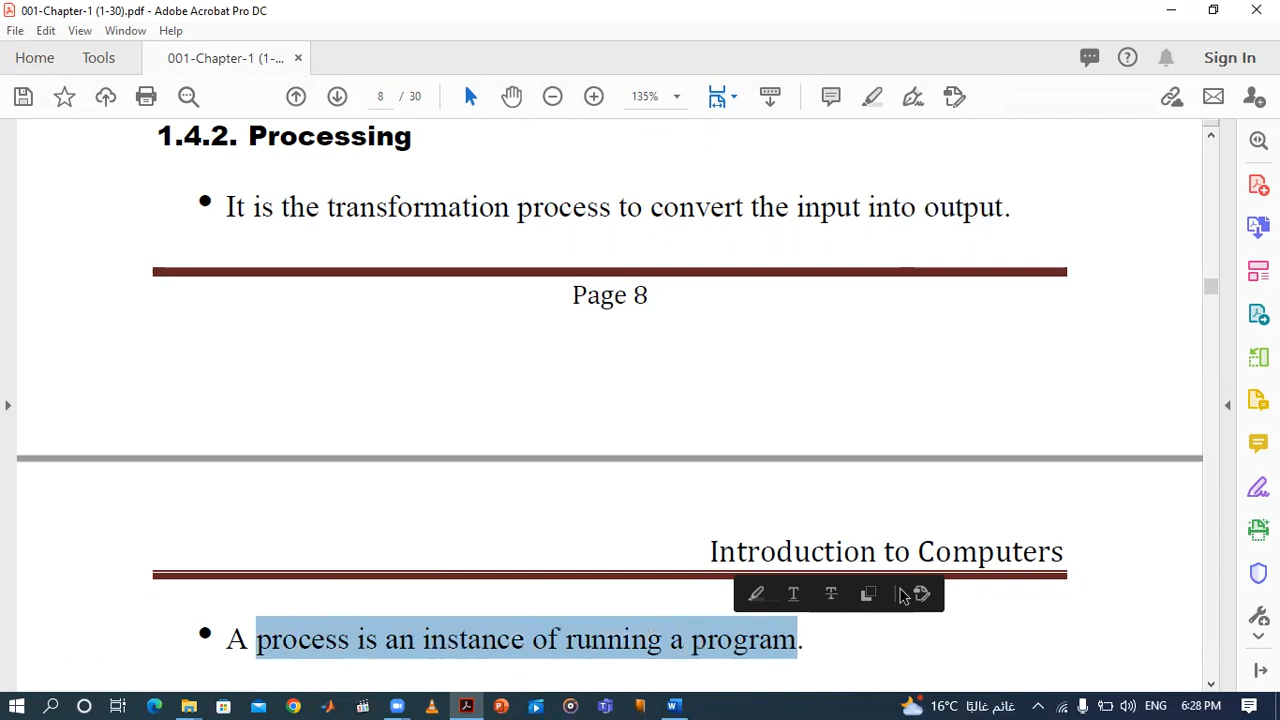 001-Chapter-1 (1-30).pdf - Adobe Acrobat Pro DC
File Edit View Window Help
Home Tools 001-Chapter-1 (1-... × Sign In
8 / 30 135%
1.4.2. Processing
• It is the transformation process to convert the input into output.
Page 8
Introduction to Computers
• A process is an instance of running a program.
16°C غائم غالبًا ENG 6:28 PM